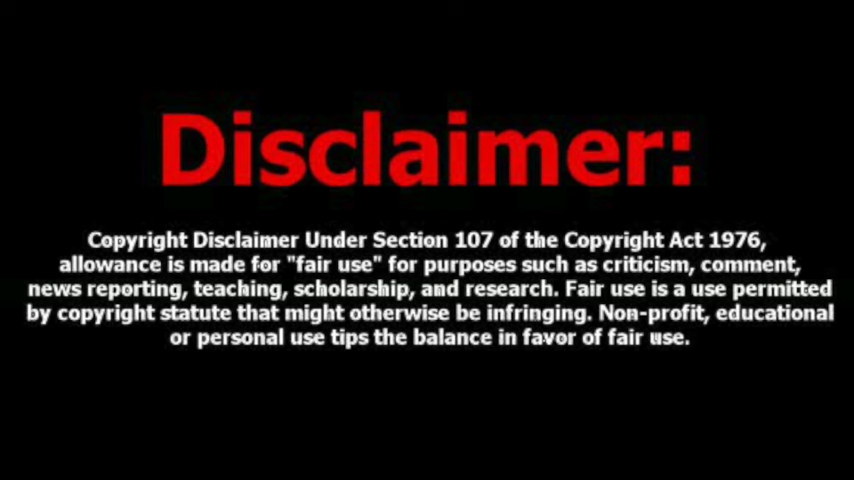 Disclaimer:
Copyright Disclaimer Under Section 107 of the Copyright Act 1976,
allowance is made for "fair use" for purposes such as criticism, comment,
news reporting, teaching, scholarship, and research. Fair use is a use permitted
by copyright statute that might otherwise be infringing. Non-profit, educational
or personal use tips the balance in favor of fair use.